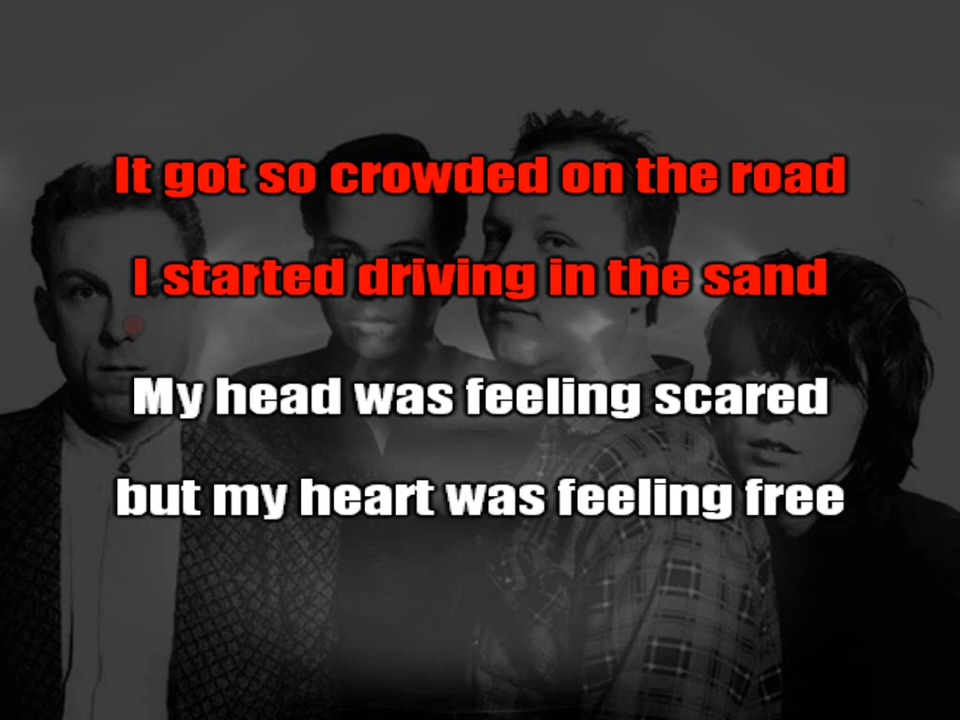 It got so crowded on the road
I started driving in the sand
My head was feeling scared
but my heart was feeling free